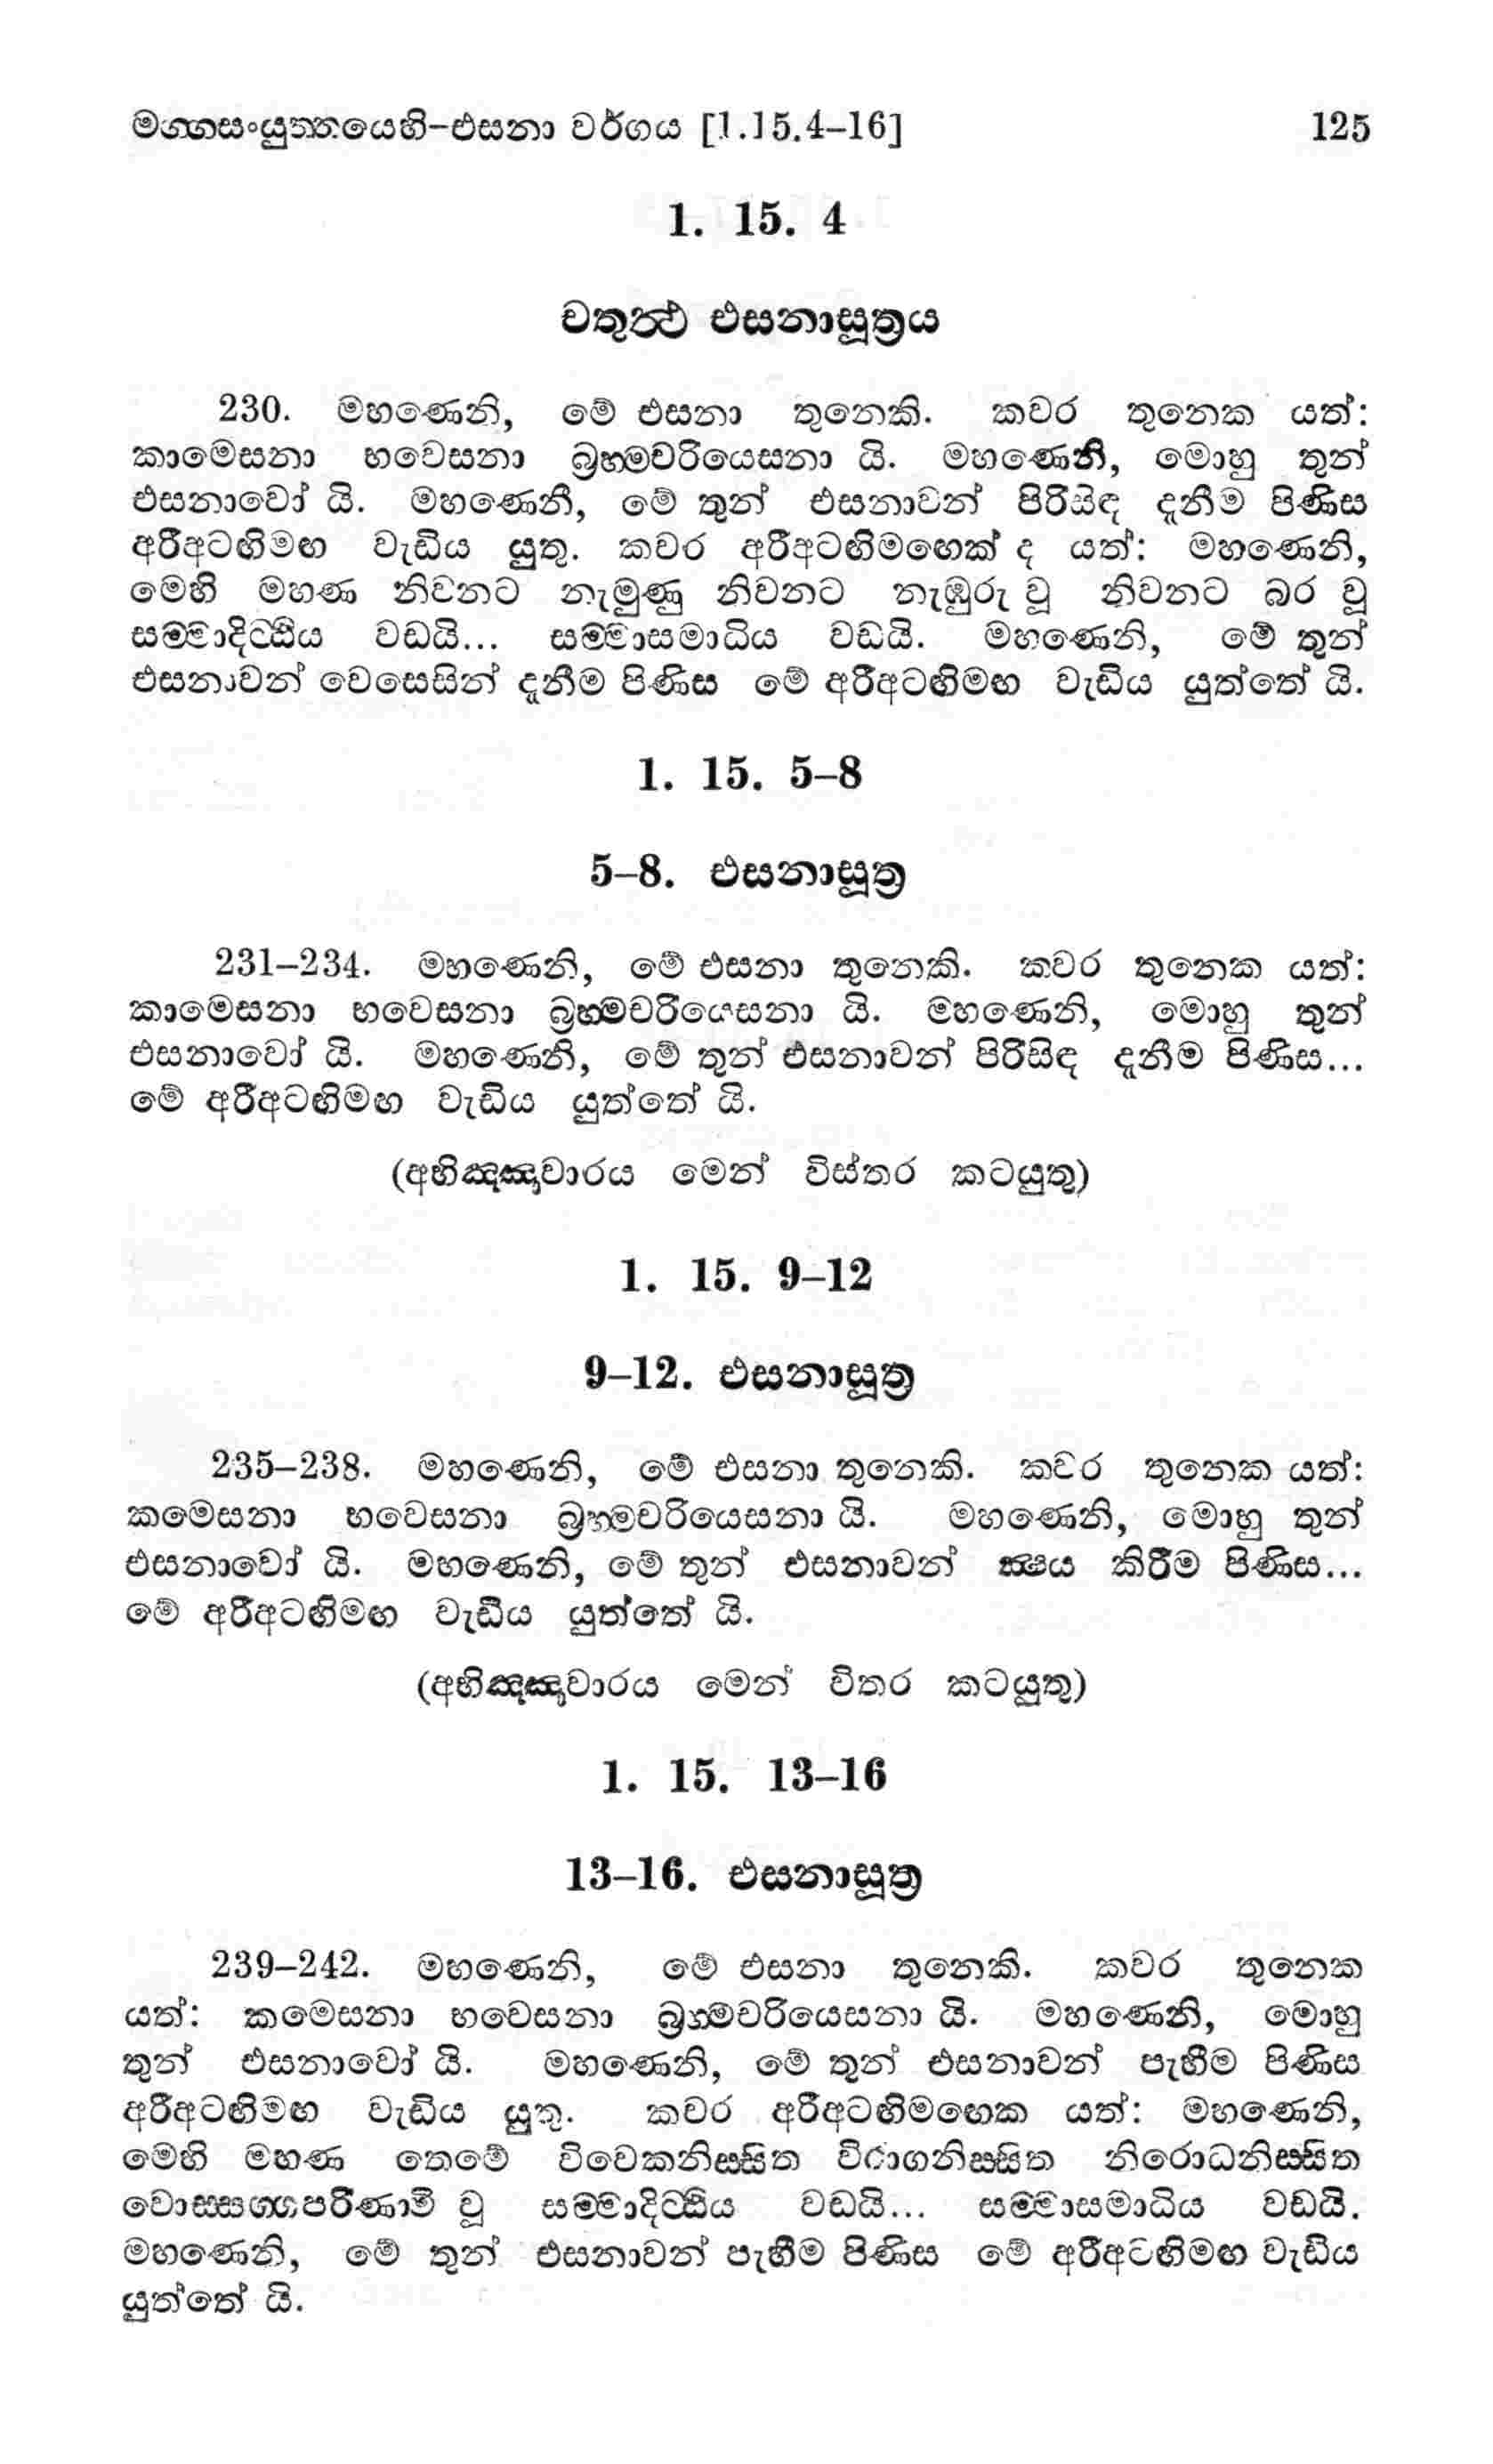 මග්ගසංයුත්තයෙහි-එසනා වර්ගය [1.15.4-16] 125
1. 15. 4
චතුත්ථ එසනාසූත්‍රය
230. මහණෙනි, මේ එසනා තුනෙකි. කවර තුනෙක යත්:
කාමෙසනා භවෙසනා බ්‍රහ්මචරියෙසනා යි. මහණෙනි, මොහු තුන්
එසනාවෝ යි. මහණෙනි, මේ තුන් එසනාවන් පිරිසිඳ දැනීම පිණිස
අරිඅටඟිමඟ වැඩිය යුතු. කවර අරිඅටඟිමඟෙක් ද යත්: මහණෙනි,
මෙහි මහණ නිවනට නැමුණු නිවනට නැඹුරු වූ නිවනට බර වූ
සම්මාදිට්ඨිය වඩයි... සම්මාසමාධිය වඩයි. මහණෙනි, මේ තුන්
එසනාවන් වෙසෙසින් දැනීම පිණිස මේ අරිඅටඟිමඟ වැඩිය යුත්තේ යි.
1. 15. 5–8
5–8. එසනාසූත්‍ර
231–234. මහණෙනි, මේ එසනා තුනෙකි. කවර තුනෙක යත්:
කාමෙසනා භවෙසනා බ්‍රහ්මචරියෙසනා යි. මහණෙනි, මොහු තුන්
එසනාවෝ යි. මහණෙනි, මේ තුන් එසනාවන් පිරිසිඳ දැනීම පිණිස...
මේ අරිඅටඟිමඟ වැඩිය යුත්තේ යි.
(අභිඤ්ඤාවාරය මෙන් විස්තර කටයුතු)
1. 15. 9–12
9–12. එසනාසූත්‍ර
235–238. මහණෙනි, මේ එසනා තුනෙකි. කවර තුනෙක යත්:
කමෙසනා භවෙසනා බ්‍රහ්මචරියෙසනා යි. මහණෙනි, මොහු තුන්
එසනාවෝ යි. මහණෙනි, මේ තුන් එසනාවන් ක්‍ෂය කිරීම පිණිස...
මේ අරිඅටඟිමඟ වැඩිය යුත්තේ යි.
(අභිඤ්ඤාවාරය මෙන් විතර කටයුතු)
1. 15. 13–16
13–16. එසනාසූත්‍ර
239–242. මහණෙනි, මේ එසනා තුනෙකි. කවර තුනෙක
යත්: කමෙසනා භවෙසනා බ්‍රහ්මචරියෙසනා යි. මහණෙනි, මොහු
තුන් එසනාවෝ යි. මහණෙනි, මේ තුන් එසනාවන් පැහීම පිණිස
අරිඅටඟිමඟ වැඩිය යුතු. කවර අරිඅටඟිමඟෙක යත්: මහණෙනි,
මෙහි මහණ තෙමේ විවෙකනිස්සිත විරාගනිස්සිත නිරොධනිස්සිත
වොස්සග්ගපරිණාමී වූ සම්මාදිට්ඨිය වඩයි... සම්මාසමාධිය වඩයි.
මහණෙනි, මේ තුන් එසනාවන් පැහීම පිණිස මේ අරිඅටඟිමඟ වැඩිය
යුත්තේ යි.